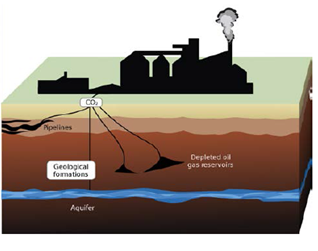 CO₂
Pipelines
Depleted oil
gas reservoirs
Geological
formations
Aquifer